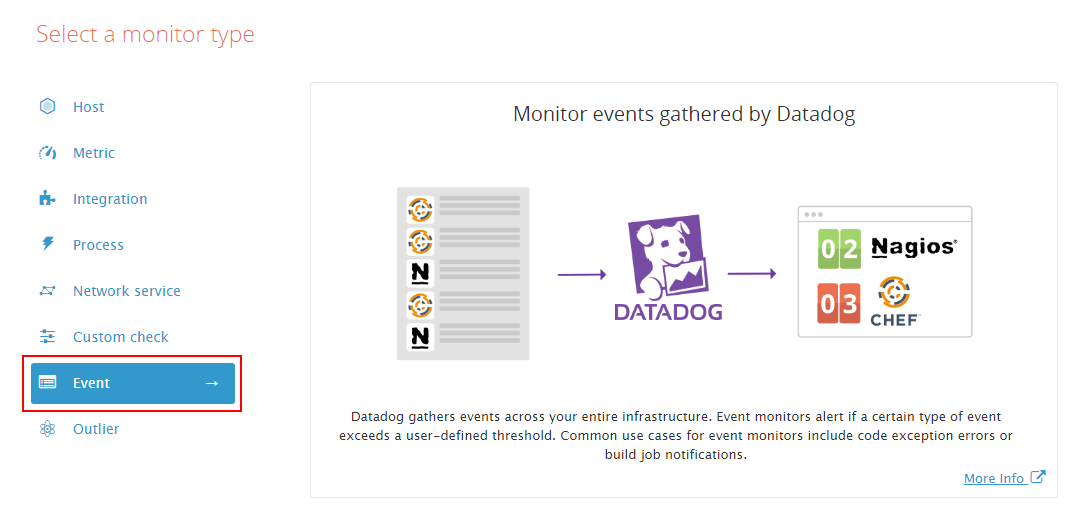 Select a monitor type
Host
Metric
Integration
Process
Network service
Custom check
Event →
Outlier
Monitor events gathered by Datadog
N
N
DATADOG
02 Nagios®
03 CHEF™
Datadog gathers events across your entire infrastructure. Event monitors alert if a certain type of event
exceeds a user-defined threshold. Common use cases for event monitors include code exception errors or
build job notifications.
More Info